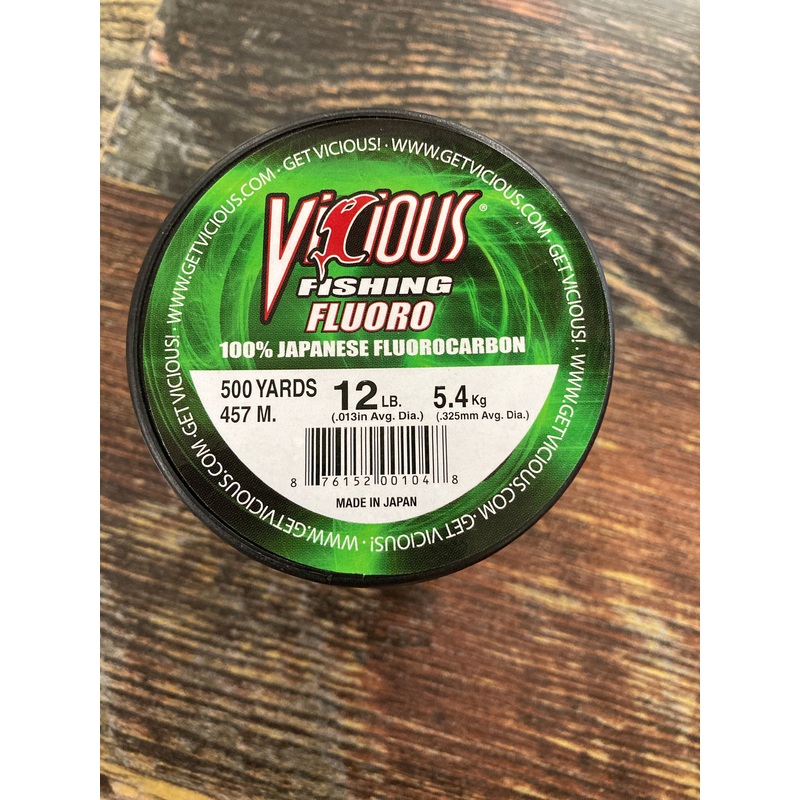 WWW.GETVICIOUS.COM · GET VICIOUS! · WWW.GETVICIOUS.COM · GET VICIOUS! · WWW.GETVICIOUS.COM · GET VICIOUS! · WWW.GETVICIOUS.COM · GET VICIOUS! ·
VICIOUS®
FISHING
FLUORO
100% JAPANESE FLUOROCARBON
500 YARDS 12 LB. 5.4 Kg
457 M. (.013in Avg. Dia.) (.325mm Avg. Dia.)
8 76152 00104 8
MADE IN JAPAN